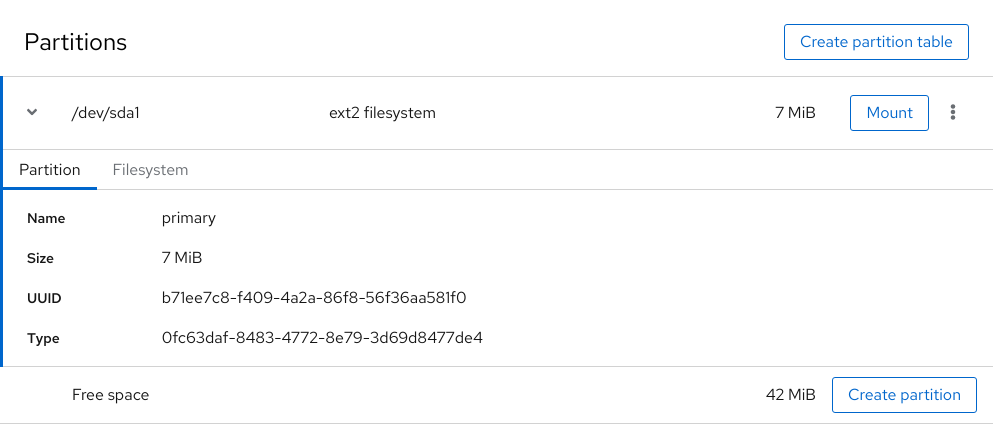 Partitions Create partition table
/dev/sda1 ext2 filesystem 7 MiB Mount
Partition Filesystem
Name primary
Size 7 MiB
UUID b71ee7c8-f409-4a2a-86f8-56f36aa581f0
Type 0fc63daf-8483-4772-8e79-3d69d8477de4
Free space 42 MiB Create partition